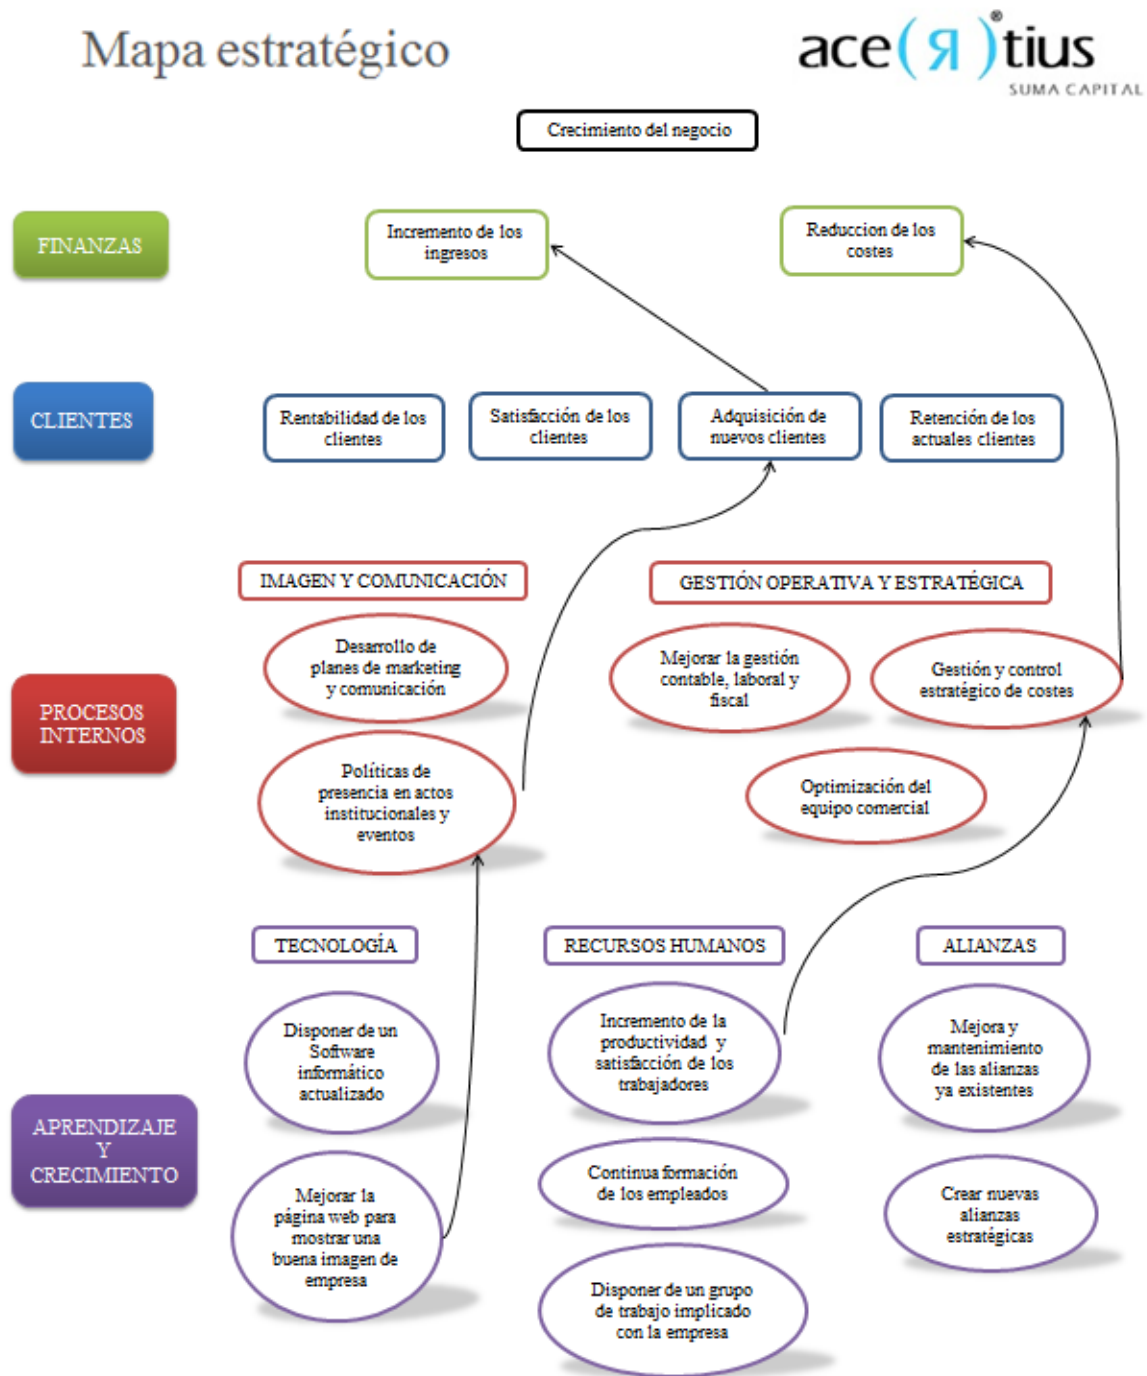 Mapa estratégico
ace(Я)®tius
SUMA CAPITAL
Crecimiento del negocio
FINANZAS
Incremento de los
ingresos
Reduccion de los
costes
CLIENTES
Rentabilidad de los
clientes
Satisfacción de los
clientes
Adquisición de
nuevos clientes
Retención de los
actuales clientes
IMAGEN Y COMUNICACIÓN
GESTIÓN OPERATIVA Y ESTRATÉGICA
PROCESOS
INTERNOS
Desarrollo de
planes de marketing
y comunicación
Mejorar la gestión
contable, laboral y
fiscal
Gestión y control
estratégico de costes
Políticas de
presencia en actos
institucionales y
eventos
Optimización del
equipo comercial
TECNOLOGÍA
RECURSOS HUMANOS
ALIANZAS
APRENDIZAJE
Y
CRECIMIENTO
Disponer de un
Software
informático
actualizado
Incremento de la
productividad y
satisfacción de los
trabajadores
Mejora y
mantenimiento
de las alianzas
ya existentes
Mejorar la
página web para
mostrar una
buena imagen de
empresa
Continua formación
de los empleados
Crear nuevas
alianzas
estratégicas
Disponer de un grupo
de trabajo implicado
con la empresa